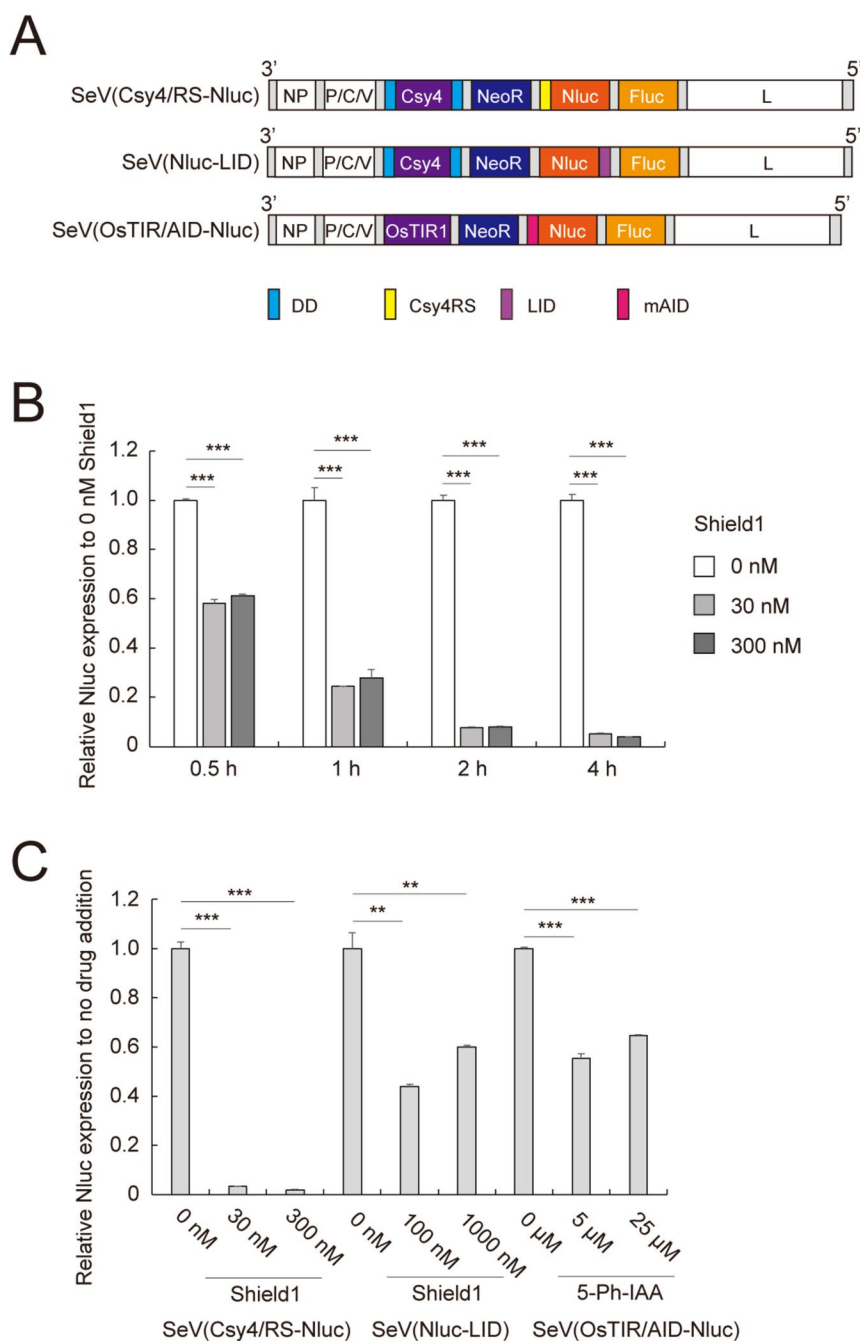 A
3’ 5’
SeV(Csy4/RS-Nluc) NP P/C/V Csy4 NeoR Nluc Fluc L
3’ 5’
SeV(Nluc-LID) NP P/C/V Csy4 NeoR Nluc Fluc L
3’ 5’
SeV(OsTIR/AID-Nluc) NP P/C/V OsTIR1 NeoR Nluc Fluc L
DD Csy4RS LID mAID
B
Relative Nluc expression to 0 nM Shield1
1.2
1.0
0.8
0.6
0.4
0.2
0
*** *** *** ***
*** *** *** ***
0.5 h 1 h 2 h 4 h
Shield1
0 nM
30 nM
300 nM
C
Relative Nluc expression to no drug addition
1.2
1.0
0.8
0.6
0.4
0.2
0
*** ** ***
*** ** ***
0 nM 30 nM 300 nM 0 nM 100 nM 1000 nM 0 µM 5 µM 25 µM
Shield1 Shield1 5-Ph-IAA
SeV(Csy4/RS-Nluc) SeV(Nluc-LID) SeV(OsTIR/AID-Nluc)